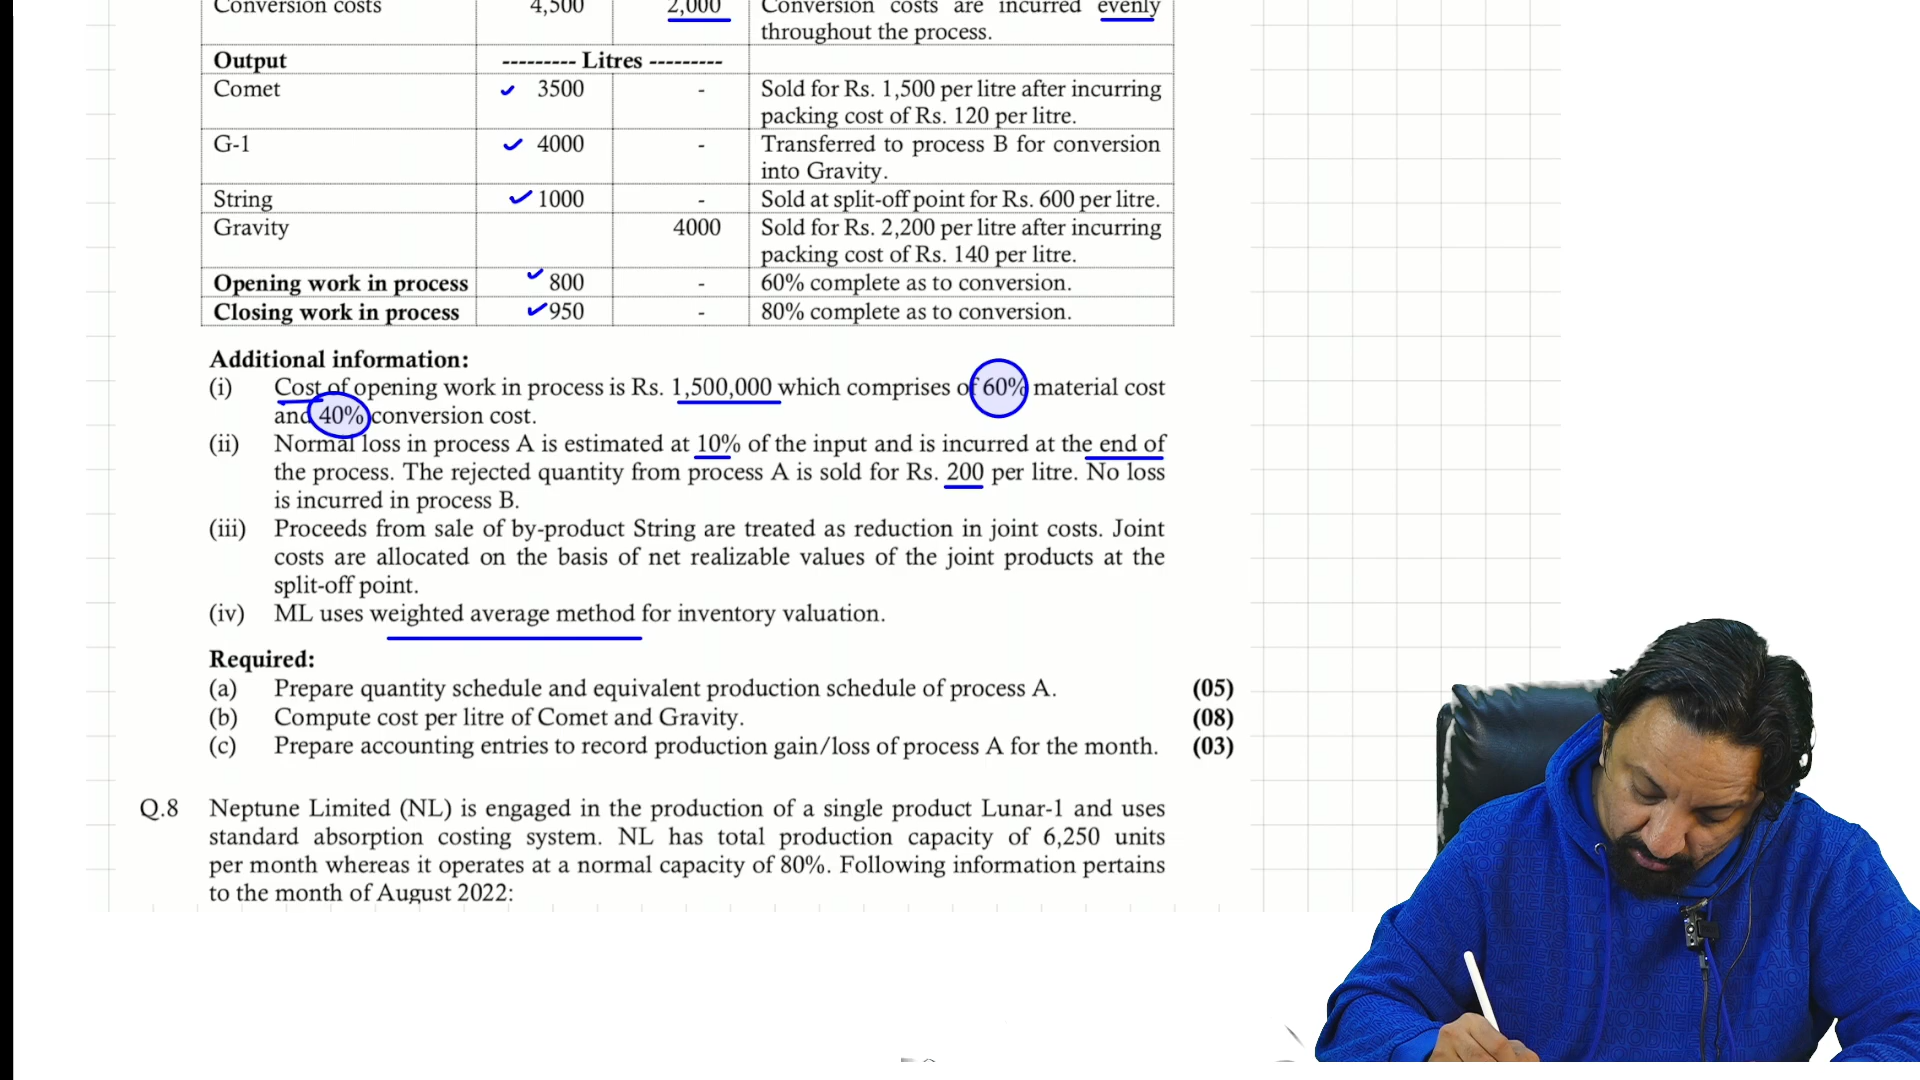 Conversion costs 4,500 2,000 Conversion costs are incurred evenly
throughout the process.
Output --------- Litres ---------
Comet 3500 - Sold for Rs. 1,500 per litre after incurring
packing cost of Rs. 120 per litre.
G-1 4000 - Transferred to process B for conversion
into Gravity.
String 1000 - Sold at split-off point for Rs. 600 per litre.
Gravity 4000 Sold for Rs. 2,200 per litre after incurring
packing cost of Rs. 140 per litre.
Opening work in process 800 - 60% complete as to conversion.
Closing work in process 950 - 80% complete as to conversion.
Additional information:
(i) Cost of opening work in process is Rs. 1,500,000 which comprises of 60% material cost
and 40% conversion cost.
(ii) Normal loss in process A is estimated at 10% of the input and is incurred at the end of
the process. The rejected quantity from process A is sold for Rs. 200 per litre. No loss
is incurred in process B.
(iii) Proceeds from sale of by-product String are treated as reduction in joint costs. Joint
costs are allocated on the basis of net realizable values of the joint products at the
split-off point.
(iv) ML uses weighted average method for inventory valuation.
Required:
(a) Prepare quantity schedule and equivalent production schedule of process A. (05)
(b) Compute cost per litre of Comet and Gravity. (08)
(c) Prepare accounting entries to record production gain/loss of process A for the month. (03)
Q.8 Neptune Limited (NL) is engaged in the production of a single product Lunar-1 and uses
standard absorption costing system. NL has total production capacity of 6,250 units
per month whereas it operates at a normal capacity of 80%. Following information pertains
to the month of August 2022: